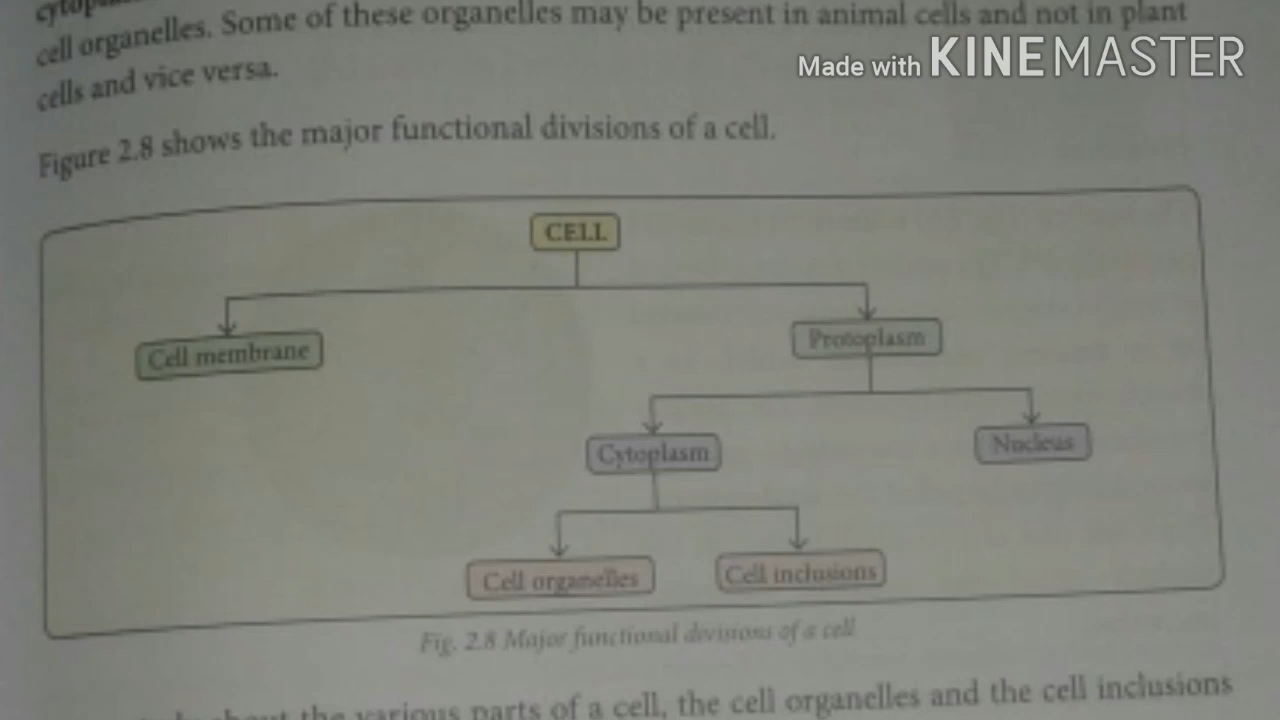 cell organelles. Some of these organelles may be present in animal cells and not in plant
cells and vice versa.
Made with KINEMASTER
Figure 2.8 shows the major functional divisions of a cell.
CELL
Cell membrane
Protoplasm
Cytoplasm
Nucleus
Cell organelles
Cell inclusions
Fig. 2.8 Major functional divisions of a cell
about the various parts of a cell, the cell organelles and the cell inclusions